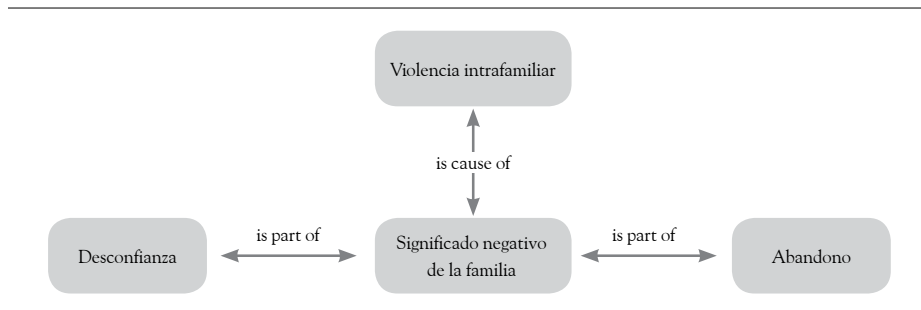 Violencia intrafamiliar
is cause of
is part of
is part of
Desconfianza
Significado negativo
de la familia
Abandono